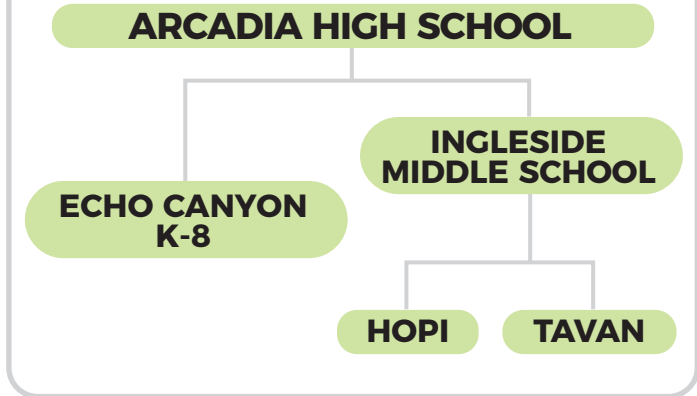 ARCADIA HIGH SCHOOL
INGLESIDE
MIDDLE SCHOOL
ECHO CANYON
K-8
HOPI
TAVAN